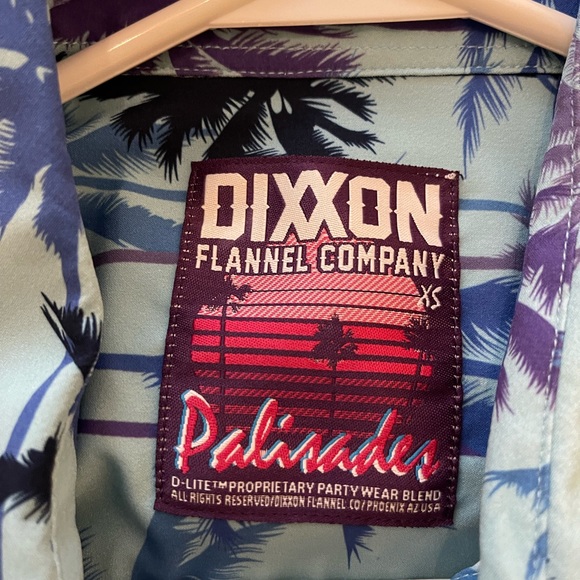 DIXXON
FLANNEL COMPANY
XS
Palisades
D-LITE™ PROPRIETARY PARTY WEAR BLEND
ALL RIGHTS RESERVED/DIXXON FLANNEL CO/PHOENIX AZ USA